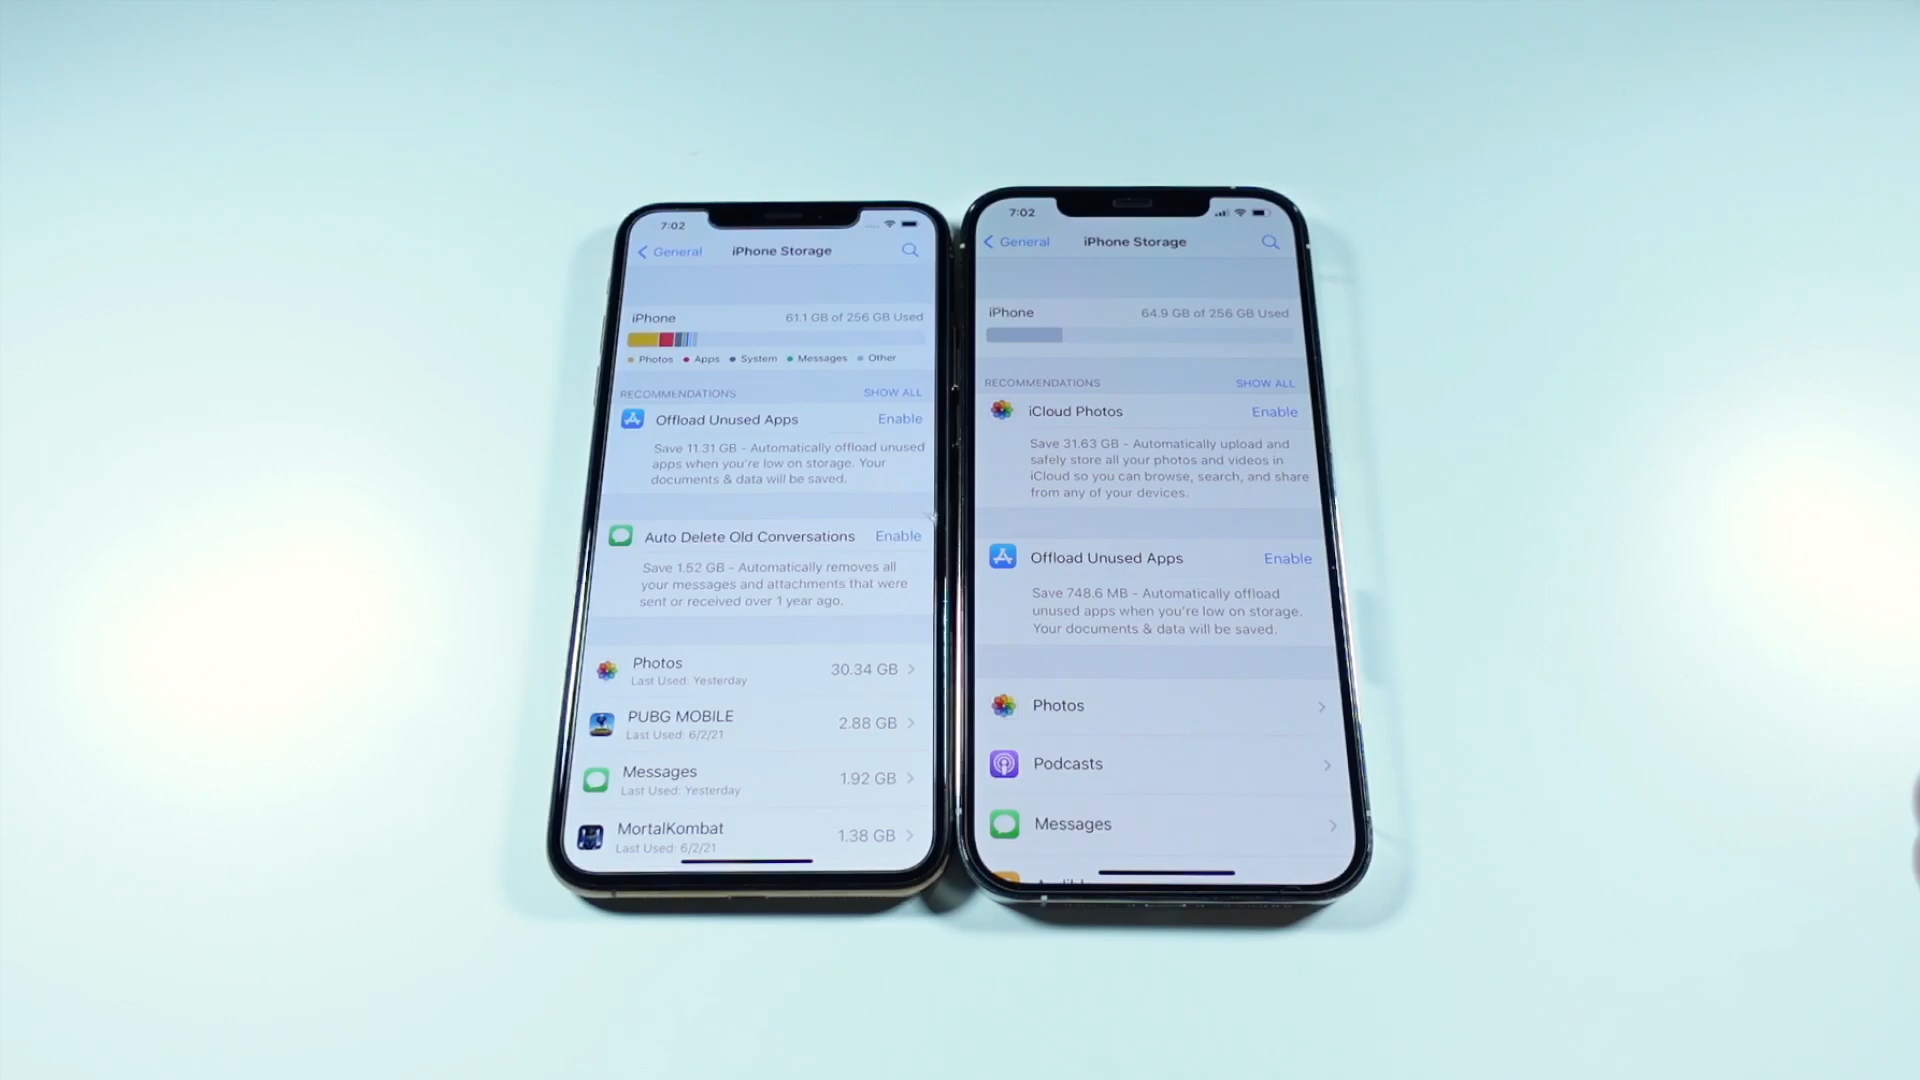 7:02
General
iPhone Storage
iPhone
61.1 GB of 256 GB Used
Photos Apps System Messages Other
RECOMMENDATIONS
SHOW ALL
Offload Unused Apps
Enable
Save 11.31 GB - Automatically offload unused
apps when you're low on storage. Your
documents & data will be saved.
Auto Delete Old Conversations
Enable
Save 1.52 GB - Automatically removes all
your messages and attachments that were
sent or received over 1 year ago.
Photos
30.34 GB
Last Used: Yesterday
PUBG MOBILE
2.88 GB
Last Used: 6/2/21
Messages
1.92 GB
Last Used: Yesterday
MortalKombat
1.38 GB
Last Used: 6/2/21
7:02
General
iPhone Storage
iPhone
64.9 GB of 256 GB Used
RECOMMENDATIONS
SHOW ALL
iCloud Photos
Enable
Save 31.63 GB - Automatically upload and
safely store all your photos and videos in
iCloud so you can browse, search, and share
from any of your devices.
Offload Unused Apps
Enable
Save 748.6 MB - Automatically offload
unused apps when you're low on storage.
Your documents & data will be saved.
Photos
Podcasts
Messages